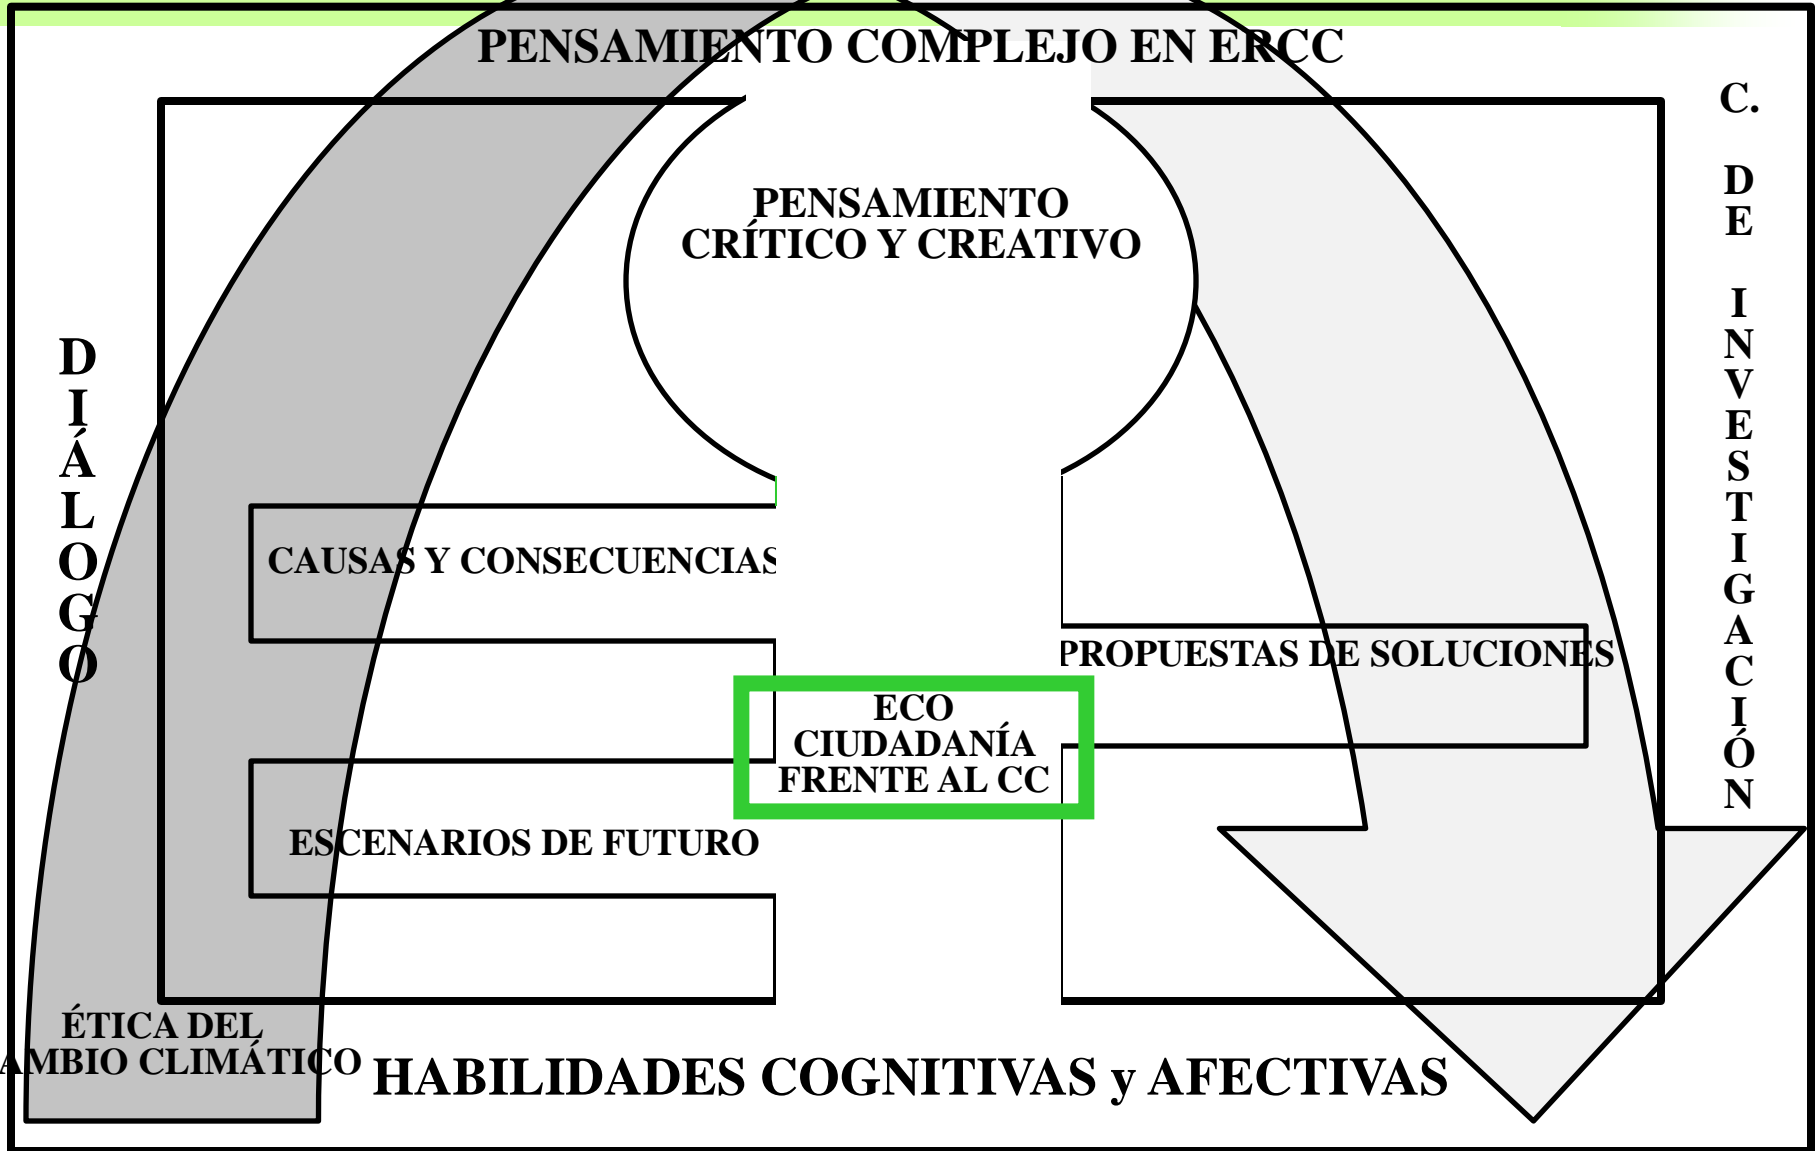 PENSAMIENTO COMPLEJO EN ERCC
PENSAMIENTO
CRÍTICO Y CREATIVO
DIÁLOGO
C. DE INVESTIGACIÓN
CAUSAS Y CONSECUENCIAS
PROPUESTAS DE SOLUCIONES
ECO
CIUDADANÍA
FRENTE AL CC
ESCENARIOS DE FUTURO
ÉTICA DEL
AMBIO CLIMÁTICO
HABILIDADES COGNITIVAS y AFECTIVAS